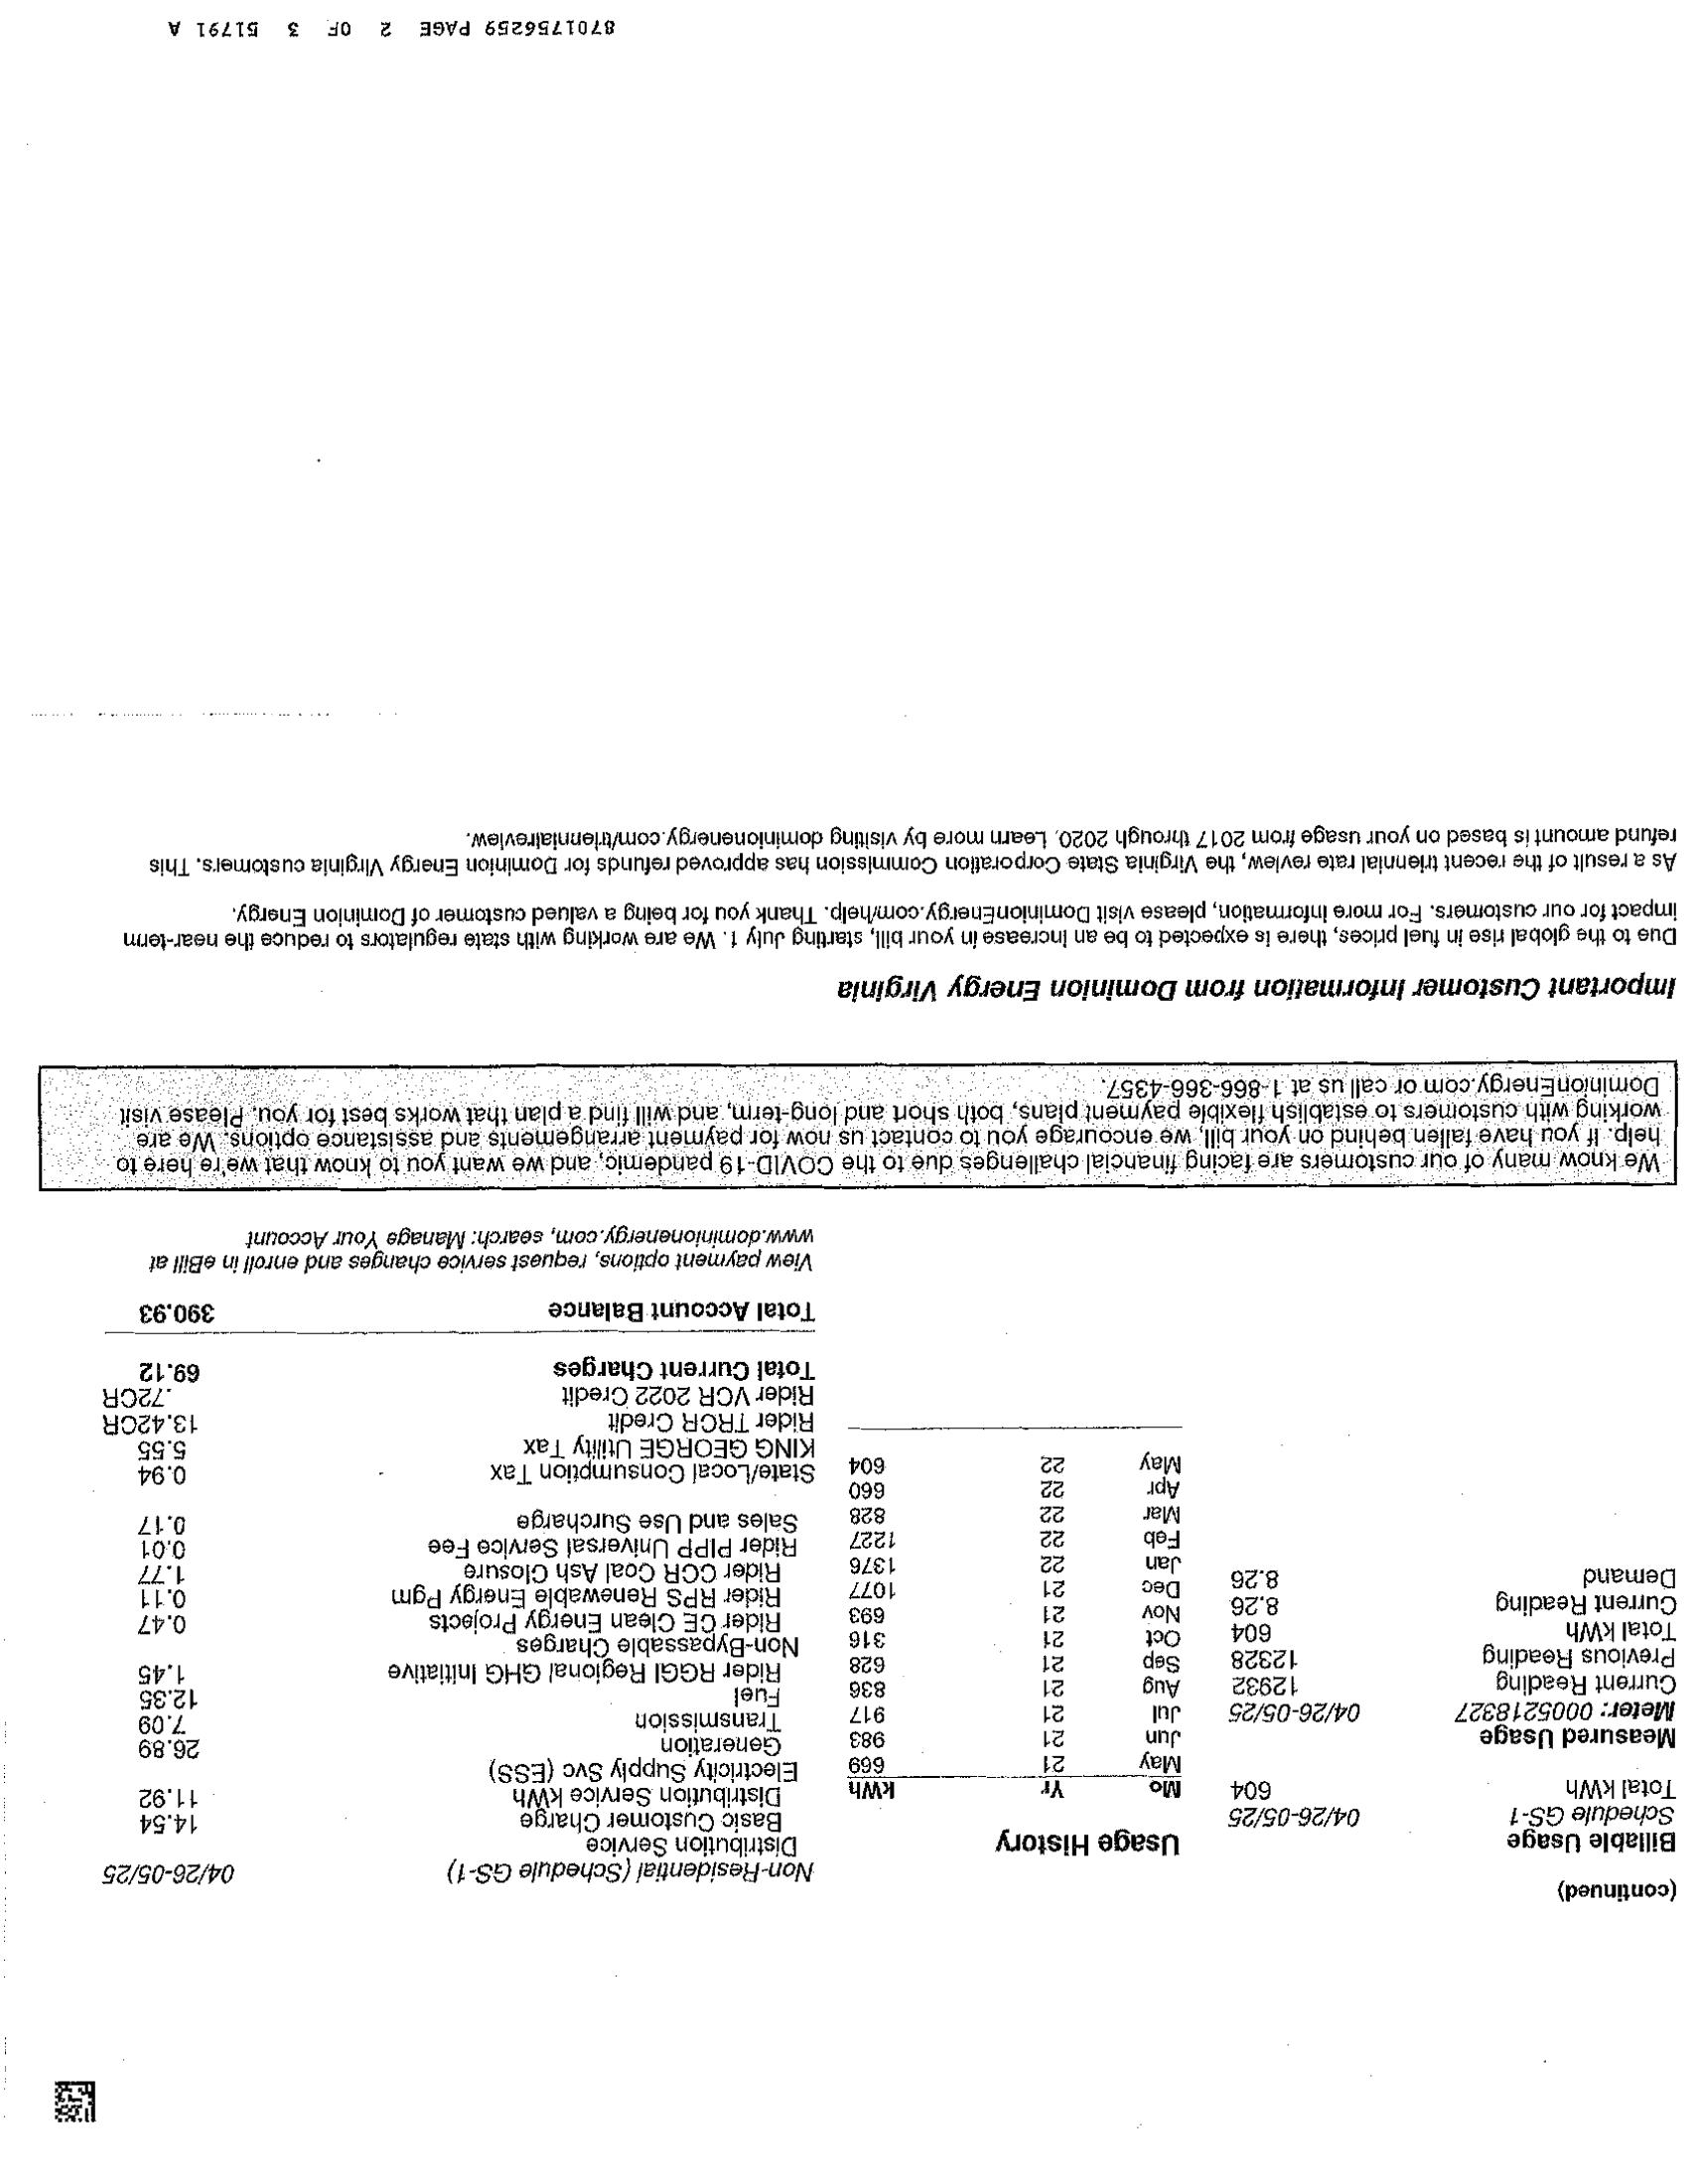 (continued)
Billable Usage
Schedule GS-1 04/26-05/25
Total kWh 604
Measured Usage
Meter: 0005218327 04/26-05/25
Current Reading 12932
Previous Reading 12328
Total kWh 604
Current Reading 8.26
Demand 8.26
Usage History
Mo Yr kWh
May 21 669
Jun 21 983
Jul 21 917
Aug 21 836
Sep 21 628
Oct 21 316
Nov 21 693
Dec 21 1077
Jan 22 1376
Feb 22 1227
Mar 22 828
Apr 22 660
May 22 604
Non-Residential (Schedule GS-1) 04/26-05/25
Distribution Service
Basic Customer Charge 14.54
Distribution Service kWh 11.92
Electricity Supply Svc (ESS)
Generation 26.89
Transmission 7.09
Fuel 12.35
Rider RGGI Regional GHG Initiative 1.45
Non-Bypassable Charges
Rider CE Clean Energy Projects 0.47
Rider RPS Renewable Energy Pgm 0.11
Rider CCR Coal Ash Closure 1.77
Rider PIPP Universal Service Fee 0.01
Sales and Use Surcharge 0.17
State/Local Consumption Tax 0.94
KING GEORGE Utility Tax 5.55
Rider TRCR Credit 13.42CR
Rider VCR 2022 Credit .72CR
Total Current Charges 69.12
Total Account Balance 390.93
View payment options, request service changes and enroll in eBill at
www.dominionenergy.com, search: Manage Your Account
We know many of our customers are facing financial challenges due to the COVID-19 pandemic, and we want you to know that we're here to
help. If you have fallen behind on your bill, we encourage you to contact us now for payment arrangements and assistance options. We are
working with customers to establish flexible payment plans, both short and long-term, and will find a plan that works best for you. Please visit
DominionEnergy.com or call us at 1-866-366-4357.
Important Customer Information from Dominion Energy Virginia
Due to the global rise in fuel prices, there is expected to be an increase in your bill, starting July 1. We are working with state regulators to reduce the near-term
impact for our customers. For more information, please visit DominionEnergy.com/help. Thank you for being a valued customer of Dominion Energy.
As a result of the recent triennial rate review, the Virginia State Corporation Commission has approved refunds for Dominion Energy Virginia customers. This
refund amount is based on your usage from 2017 through 2020. Learn more by visiting dominionenergy.com/triennialreview.
8701756259 PAGE 2 OF 3 51791 A